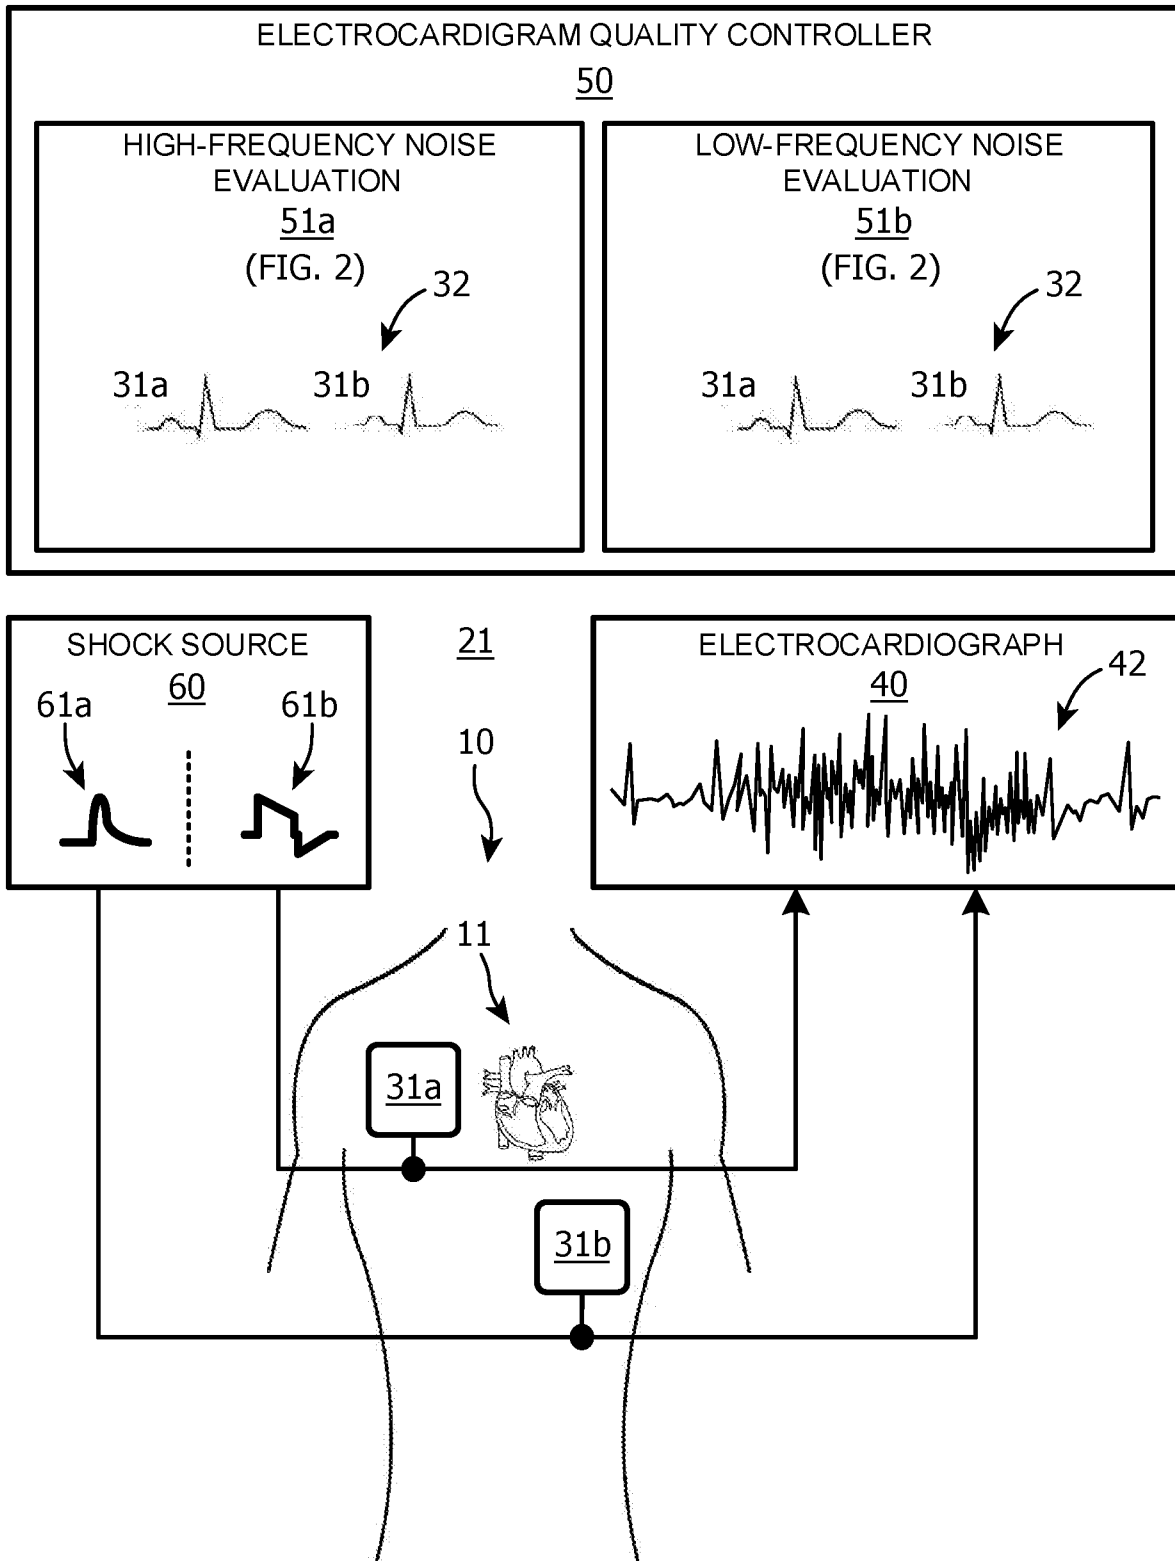 ELECTROCARDIGRAM QUALITY CONTROLLER
50
HIGH-FREQUENCY NOISE
EVALUATION
51a
(FIG. 2)
32
31a
31b
LOW-FREQUENCY NOISE
EVALUATION
51b
(FIG. 2)
32
31a
31b
SHOCK SOURCE
60
61a
61b
21
10
11
ELECTROCARDIOGRAPH
40
42
31a
31b